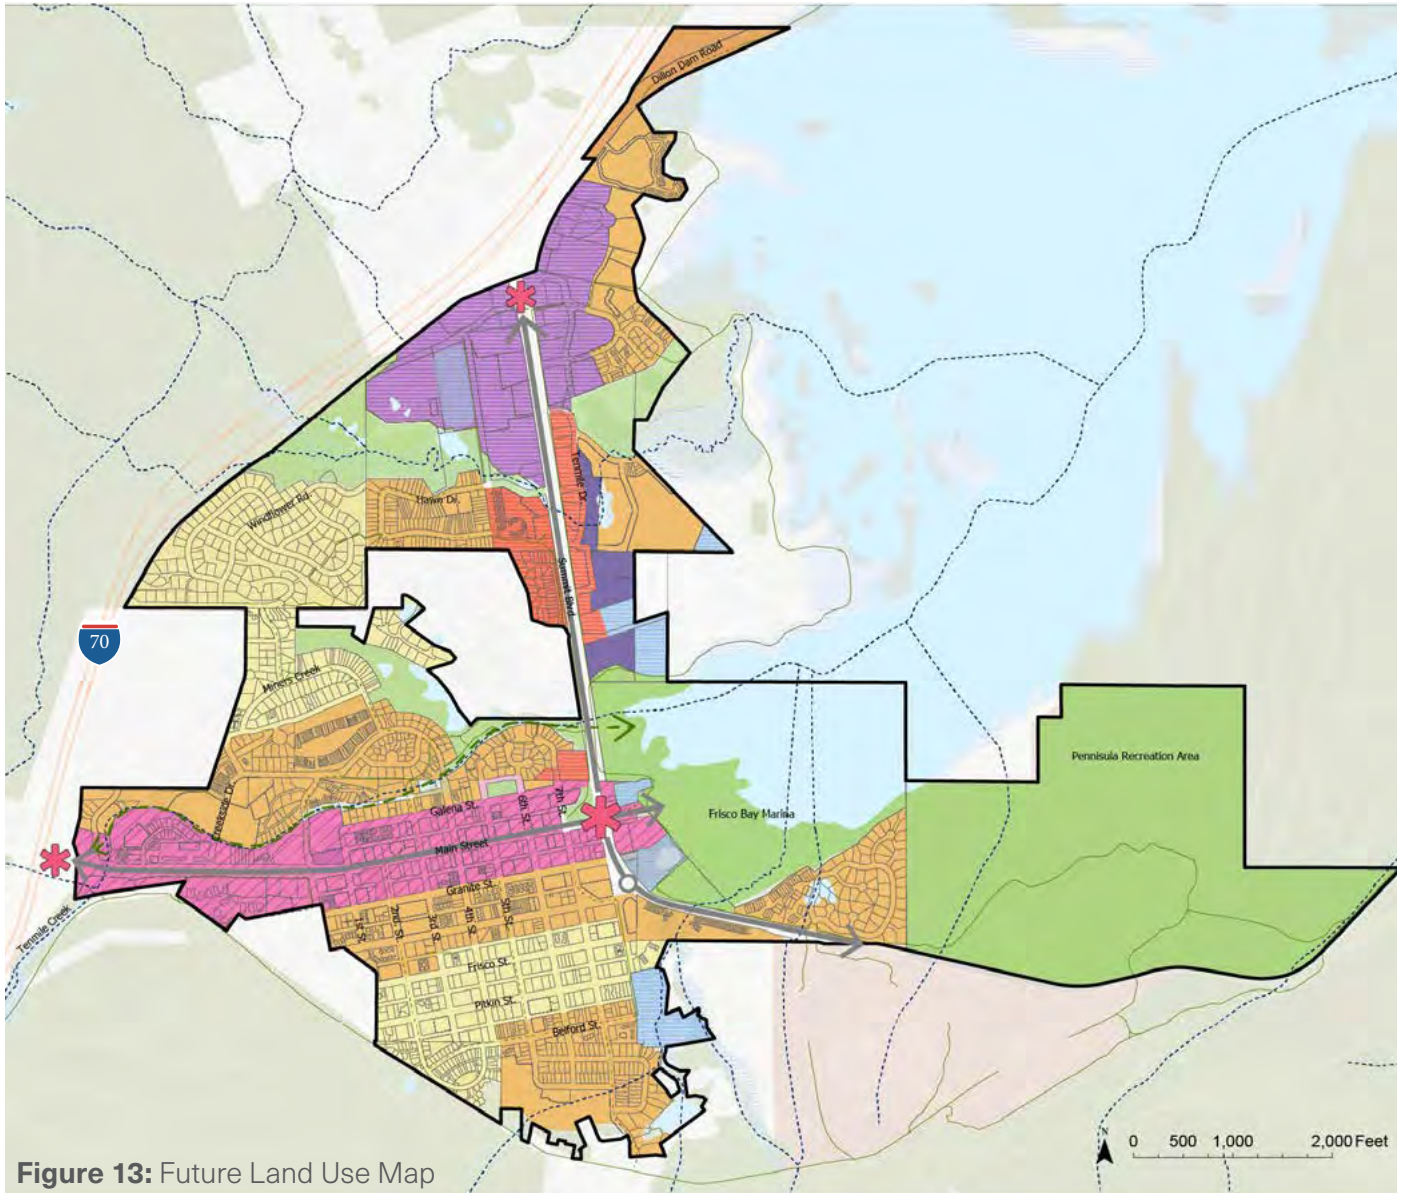 Dillon Dam Road
Tenmile Dr.
Hawn Dr.
Windflower Rd.
Summit Blvd
70
Miners Creek
Pennisula Recreation Area
Creekside Dr.
Galena St.
6th St.
7th St.
Frisco Bay Marina
Main Street
Granite St.
1st St.
2nd. St.
3rd St.
4th St.
5th St.
Tenmile Creek
Frisco St.
Pitkin St.
Belford St.
N
0 500 1,000 2,000 Feet
Figure 13: Future Land Use Map